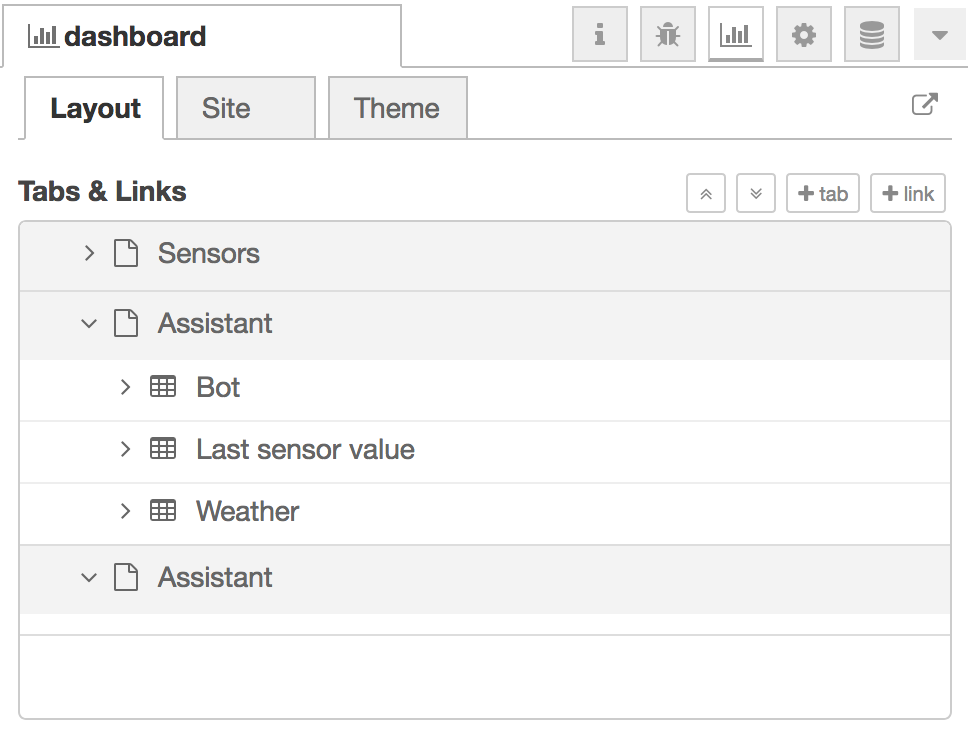 dashboard
Layout Site Theme
Tabs & Links tab link
Sensors
Assistant
Bot
Last sensor value
Weather
Assistant